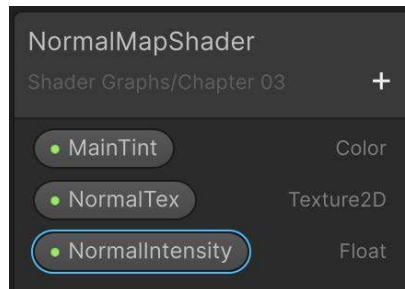 NormalMapShader
Shader Graphs/Chapter 03
+
MainTint Color
NormalTex Texture2D
NormalIntensity Float